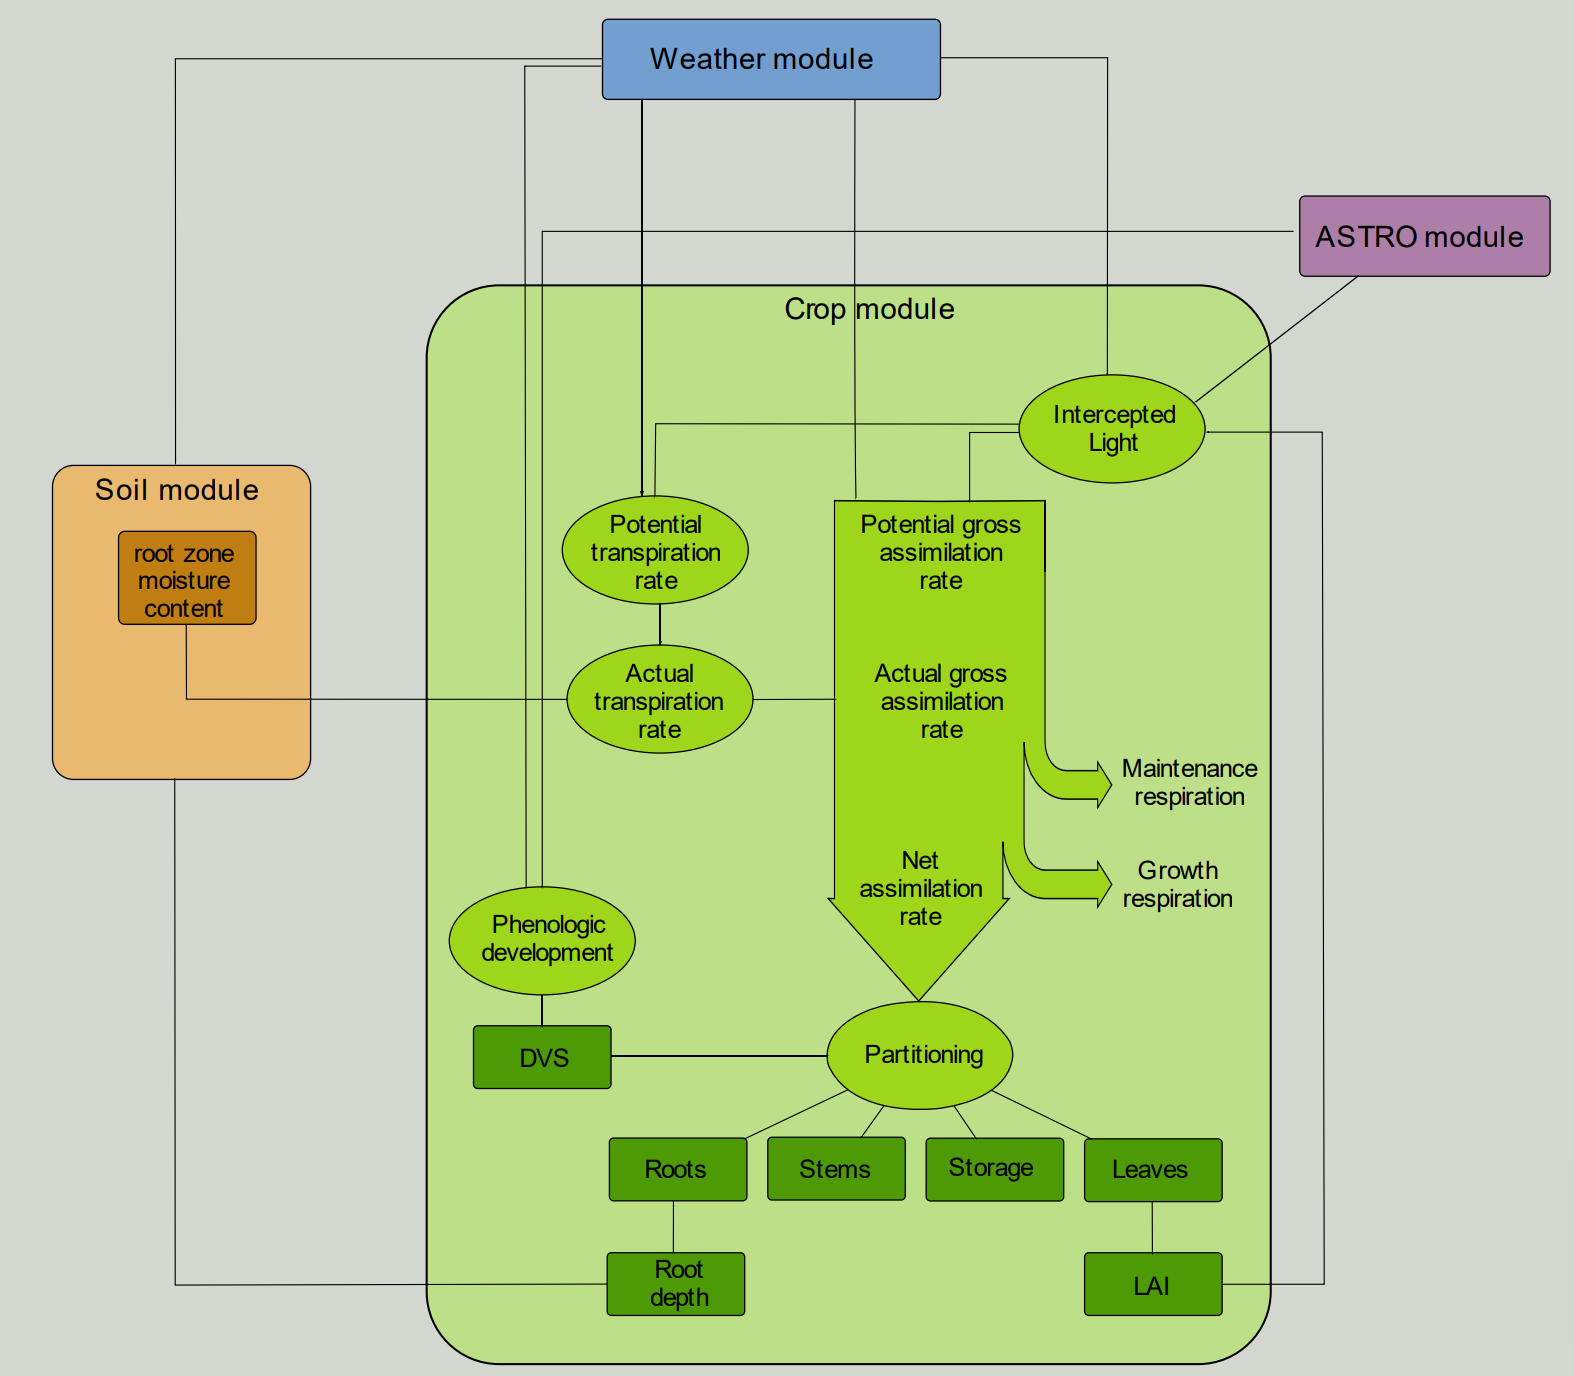 Weather module
ASTRO module
Crop module
Intercepted
Light
Soil module
root zone
moisture
content
Potential
transpiration
rate
Potential gross
assimilation
rate
Actual
transpiration
rate
Actual gross
assimilation
rate
Maintenance
respiration
Net
assimilation
rate
Growth
respiration
Phenologic
development
DVS
Partitioning
Roots
Stems
Storage
Leaves
Root
depth
LAI